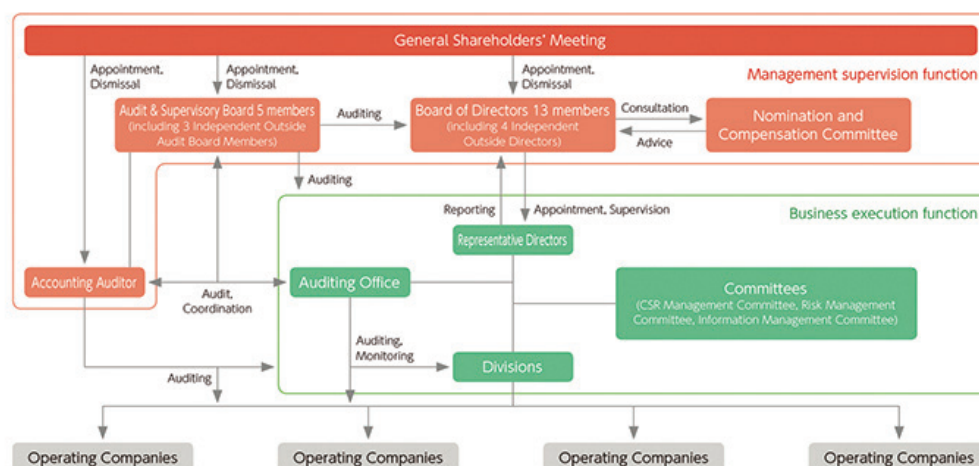 General Shareholders' Meeting
Appointment,
Dismissal
Appointment,
Dismissal
Appointment,
Dismissal
Management supervision function
Audit & Supervisory Board 5 members
(including 3 Independent Outside
Audit Board Members)
Auditing
Board of Directors 13 members
(including 4 Independent
Outside Directors)
Consultation
Advice
Nomination and
Compensation Committee
Auditing
Reporting
Appointment, Supervision
Business execution function
Representative Directors
Accounting Auditor
Audit,
Coordination
Auditing Office
Committees
(CSR Management Committee, Risk Management
Committee, Information Management Committee)
Auditing,
Monitoring
Divisions
Auditing
Operating Companies
Operating Companies
Operating Companies
Operating Companies